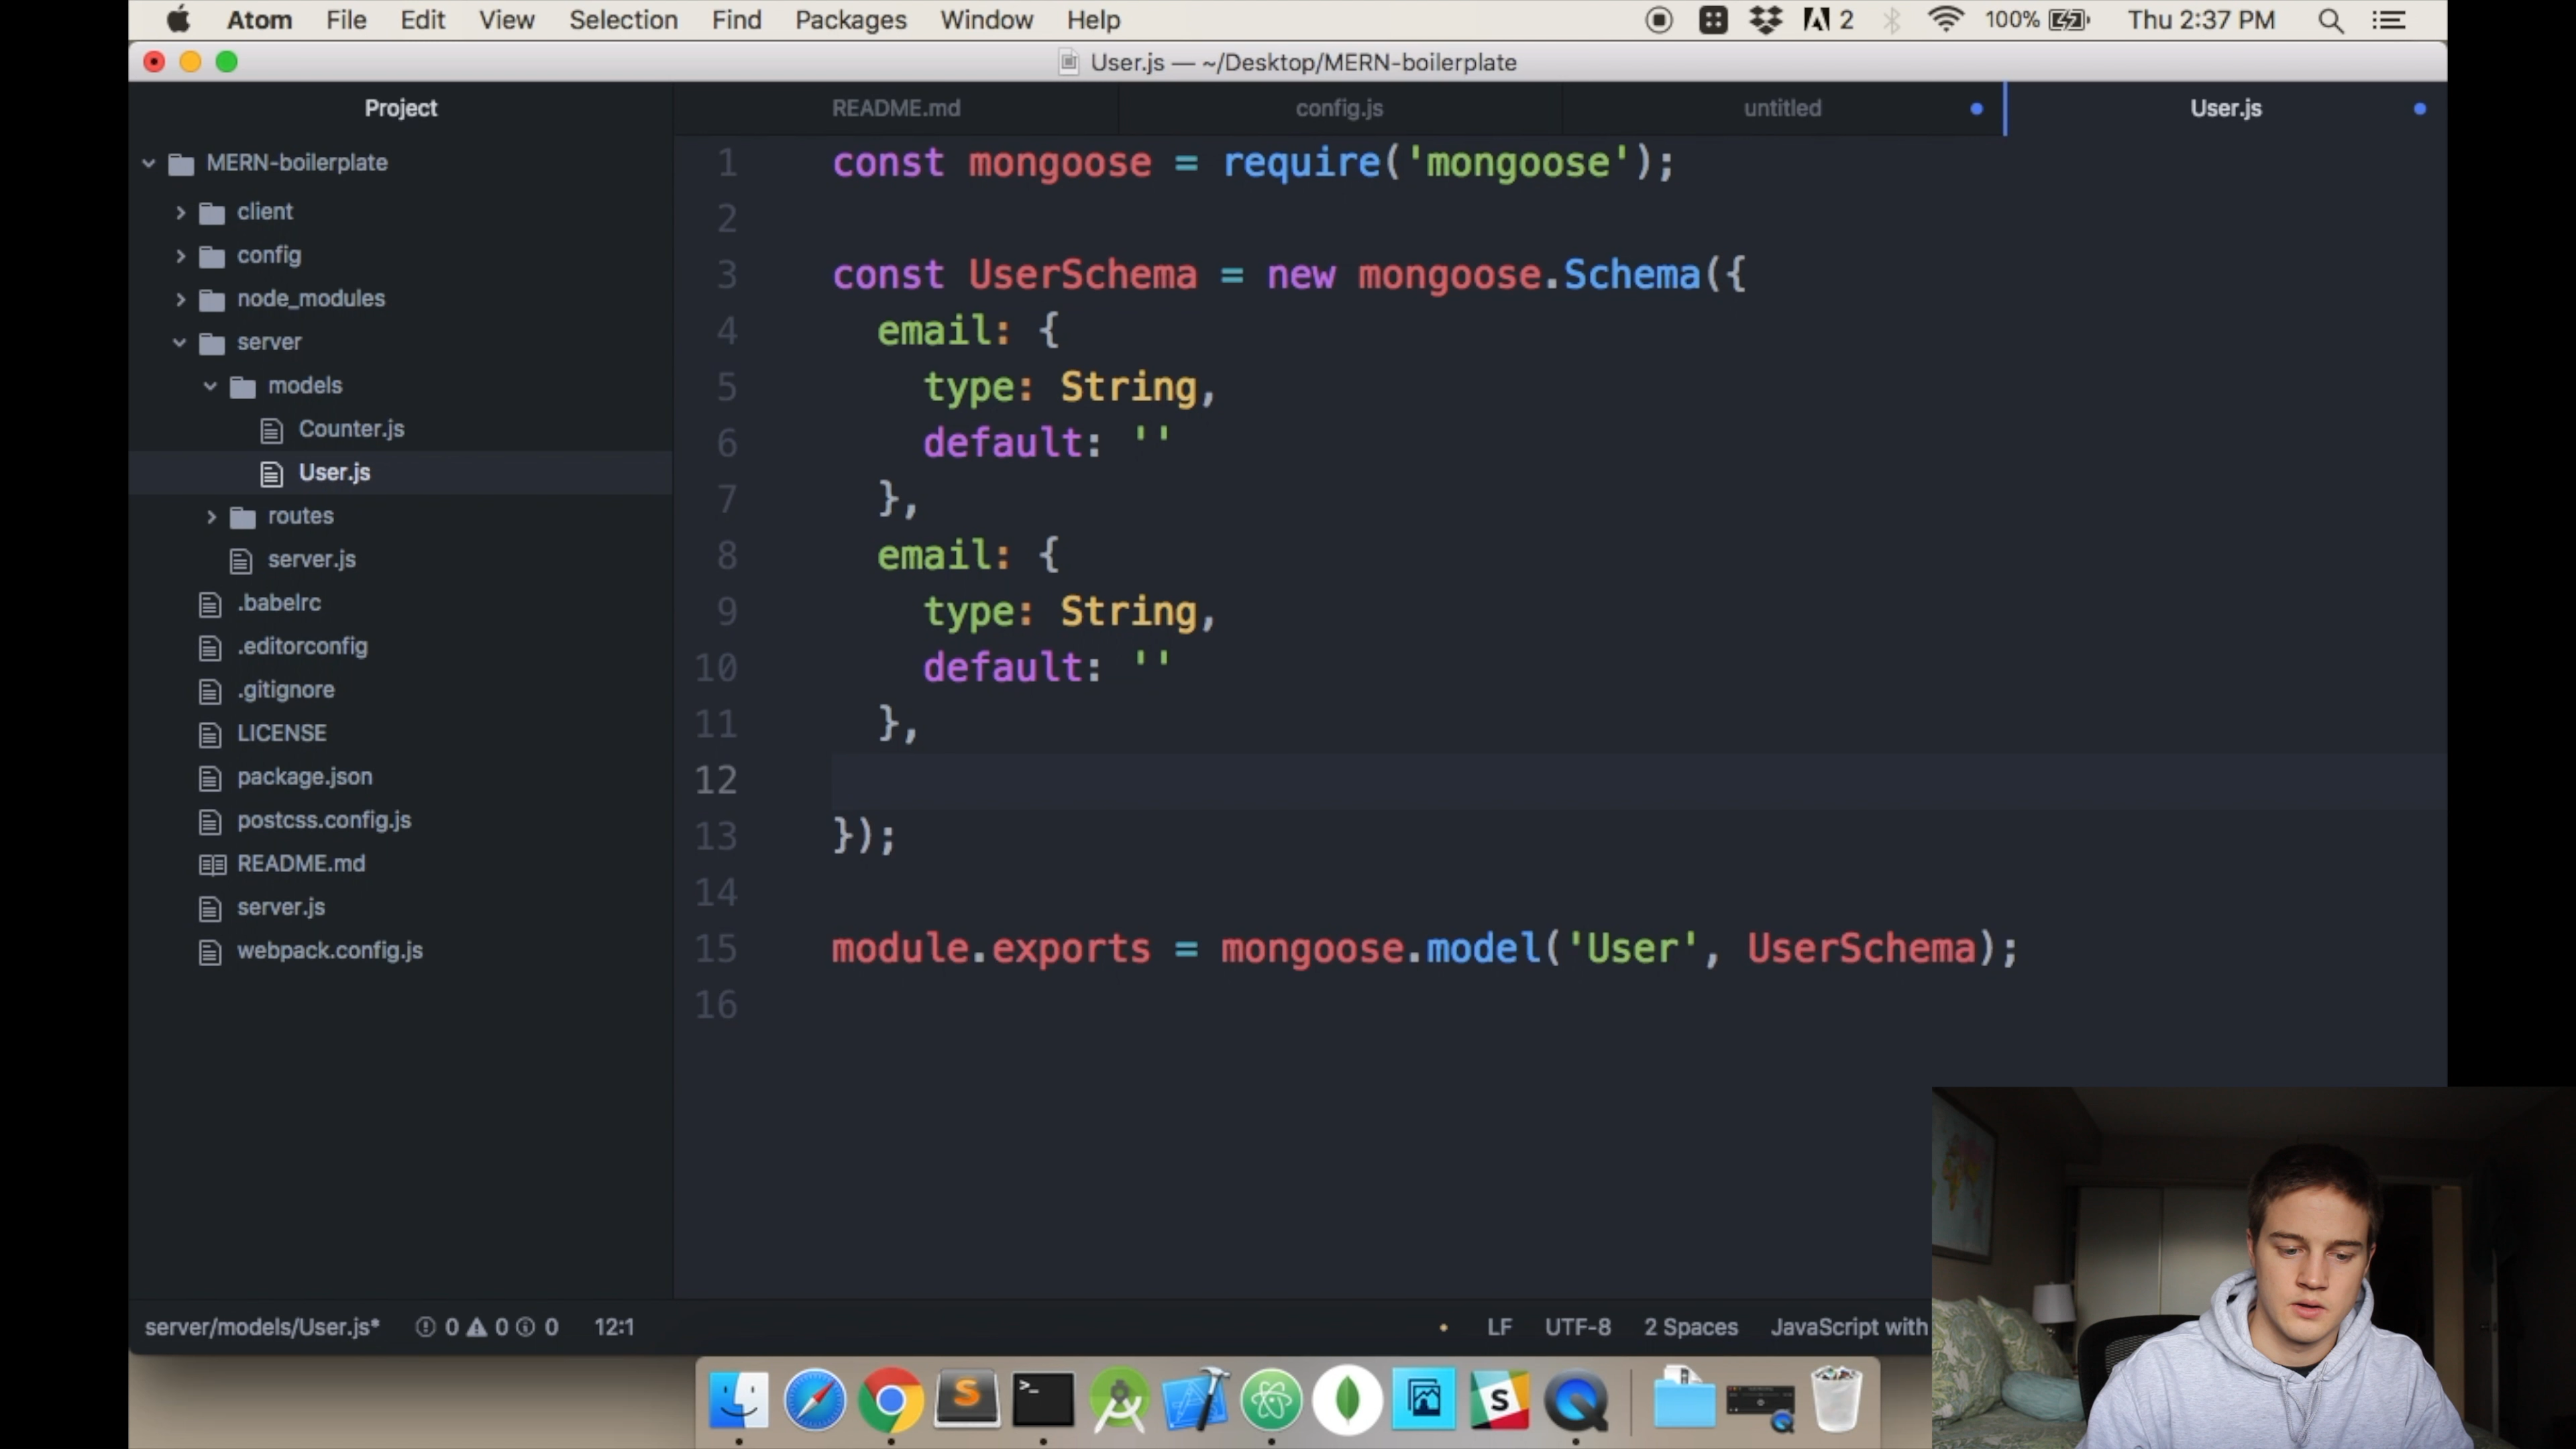 Atom File Edit View Selection Find Packages Window Help 2 100% Thu 2:37 PM
User.js — ~/Desktop/MERN-boilerplate
Project
MERN-boilerplate
client
config
node_modules
server
models
Counter.js
User.js
routes
server.js
.babelrc
.editorconfig
.gitignore
LICENSE
package.json
postcss.config.js
README.md
server.js
webpack.config.js
README.md config.js untitled User.js
1 const mongoose = require('mongoose');
2
3 const UserSchema = new mongoose.Schema({
4 email: {
5 type: String,
6 default: ''
7 },
8 email: {
9 type: String,
10 default: ''
11 },
12
13 });
14
15 module.exports = mongoose.model('User', UserSchema);
16
server/models/User.js* 0 0 0 12:1 LF UTF-8 2 Spaces JavaScript with
S >_ S